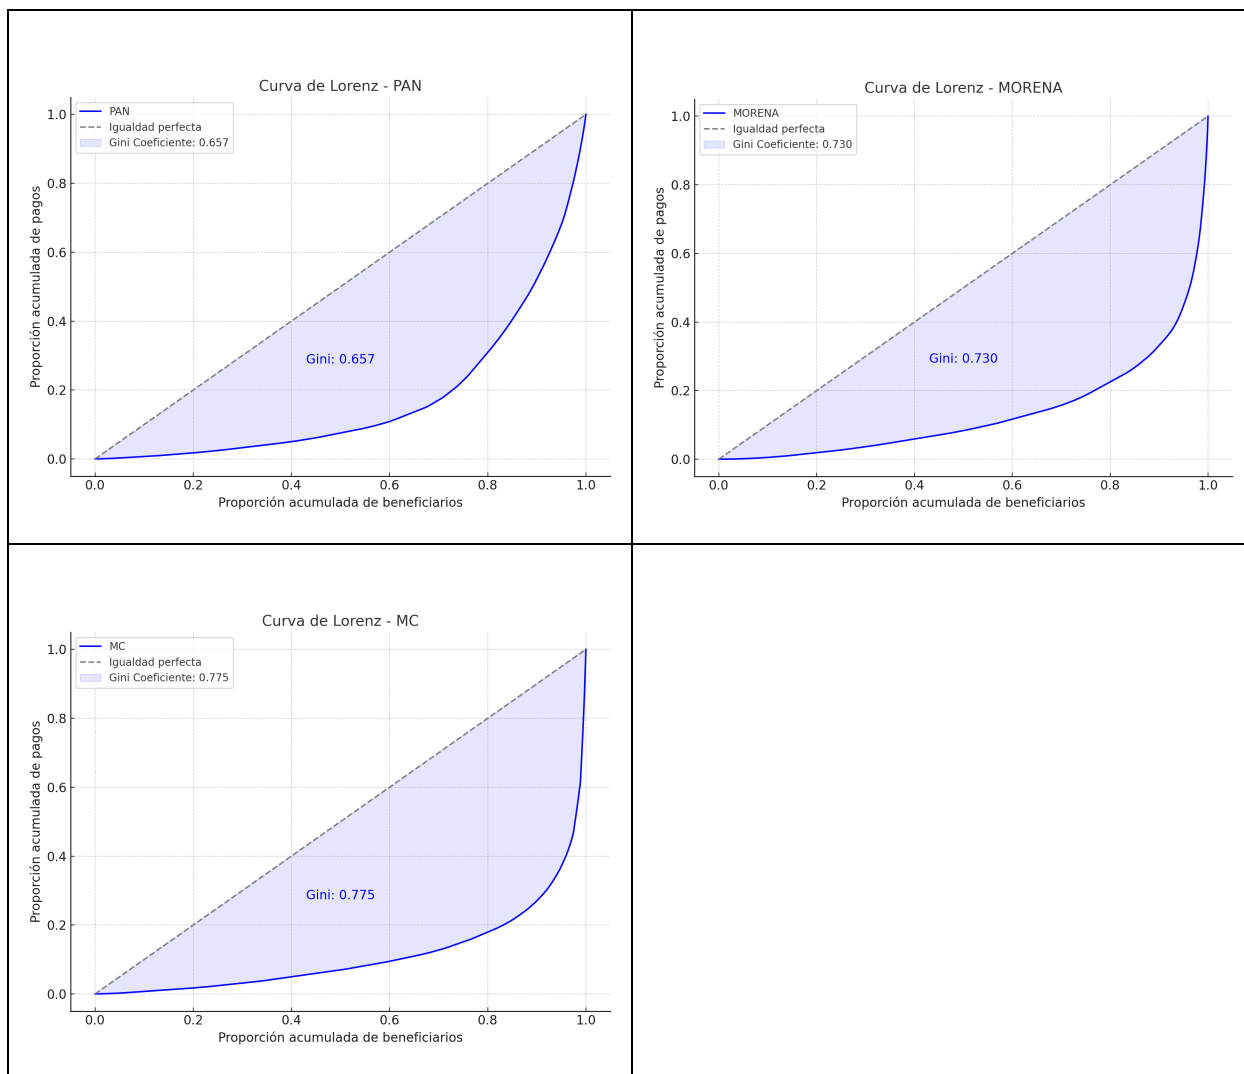 Curva de Lorenz - PAN
PAN
Igualdad perfecta
Gini Coeficiente: 0.657
1.0
0.8
0.6
0.4
0.2
0.0
Proporción acumulada de pagos
Gini: 0.657
0.0 0.2 0.4 0.6 0.8 1.0
Proporción acumulada de beneficiarios
Curva de Lorenz - MORENA
MORENA
Igualdad perfecta
Gini Coeficiente: 0.730
1.0
0.8
0.6
0.4
0.2
0.0
Proporción acumulada de pagos
Gini: 0.730
0.0 0.2 0.4 0.6 0.8 1.0
Proporción acumulada de beneficiarios
Curva de Lorenz - MC
MC
Igualdad perfecta
Gini Coeficiente: 0.775
1.0
0.8
0.6
0.4
0.2
0.0
Proporción acumulada de pagos
Gini: 0.775
0.0 0.2 0.4 0.6 0.8 1.0
Proporción acumulada de beneficiarios